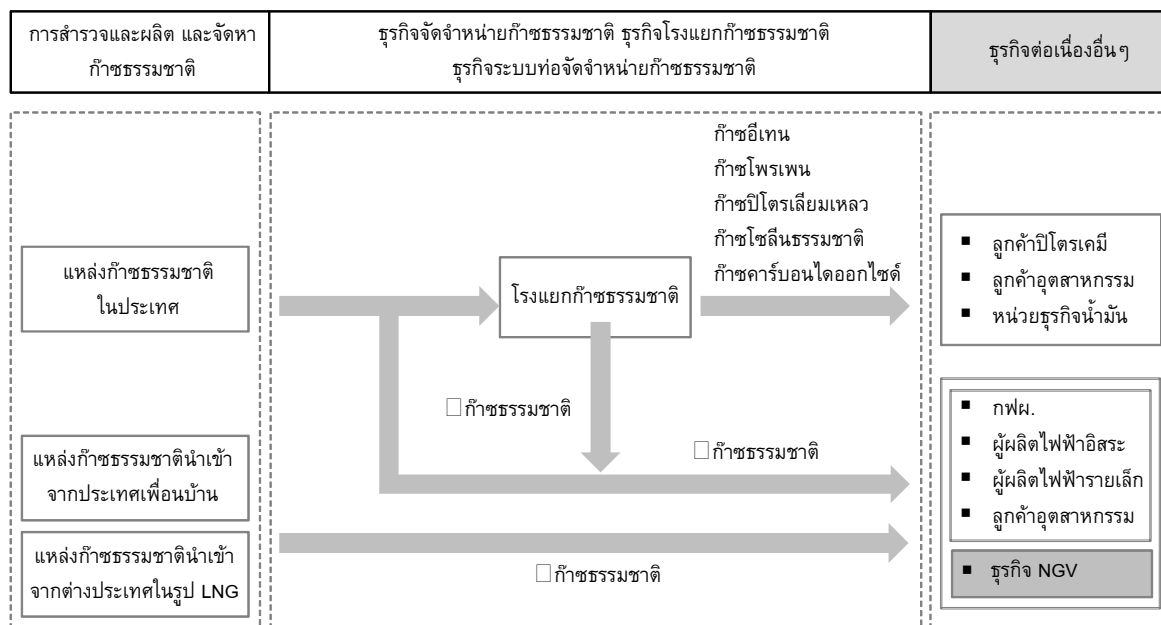 การสำรวจและผลิต และจัดหา
ก๊าซธรรมชาติ
ธุรกิจจัดจำหน่ายก๊าซธรรมชาติ ธุรกิจโรงแยกก๊าซธรรมชาติ
ธุรกิจระบบท่อจัดจำหน่ายก๊าซธรรมชาติ
ธุรกิจต่อเนื่องอื่นๆ
แหล่งก๊าซธรรมชาติ
ในประเทศ
แหล่งก๊าซธรรมชาตินำเข้า
จากประเทศเพื่อนบ้าน
แหล่งก๊าซธรรมชาตินำเข้า
จากต่างประเทศในรูป LNG
ก๊าซอีเทน
ก๊าซโพรเพน
ก๊าซปิโตรเลียมเหลว
ก๊าซโซลีนธรรมชาติ
ก๊าซคาร์บอนไดออกไซด์
โรงแยกก๊าซธรรมชาติ
ก๊าซธรรมชาติ
ก๊าซธรรมชาติ
ก๊าซธรรมชาติ
ลูกค้าปิโตรเคมี
ลูกค้าอุตสาหกรรม
หน่วยธุรกิจน้ำมัน
กฟผ.
ผู้ผลิตไฟฟ้าอิสระ
ผู้ผลิตไฟฟ้ารายเล็ก
ลูกค้าอุตสาหกรรม
ธุรกิจ NGV